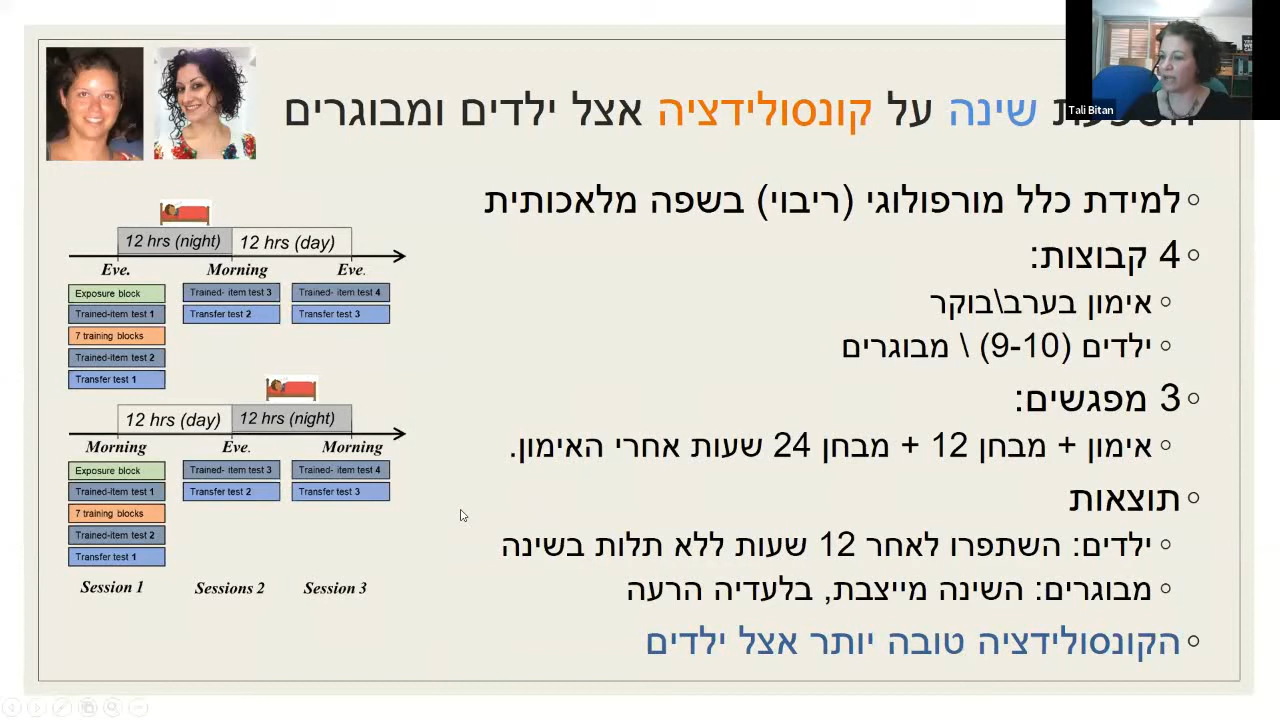 Tali Bitan
שינה על קונסולידציה אצל ילדים ומבוגרים
למידת כלל מורפולוגי (ריבוי) בשפה מלאכותית
4 קבוצות:
אימון בערב\בוקר
ילדים (9-10) \ מבוגרים
3 מפגשים:
אימון + מבחן 12 + מבחן 24 שעות אחרי האימון.
תוצאות
ילדים: השתפרו לאחר 12 שעות ללא תלות בשינה
מבוגרים: השינה מייצבת, בלעדיה הרעה
הקונסולידציה טובה יותר אצל ילדים
12 hrs (night) 12 hrs (day)
Eve. Morning Eve.
Exposure block Trained- item test 3 Trained- item test 4
Trained-item test 1 Transfer test 2 Transfer test 3
7 training blocks
Trained-item test 2
Transfer test 1
12 hrs (day) 12 hrs (night)
Morning Eve. Morning
Exposure block Trained- item test 3 Trained- item test 4
Trained-item test 1 Transfer test 2 Transfer test 3
7 training blocks
Trained-item test 2
Transfer test 1
Session 1 Sessions 2 Session 3